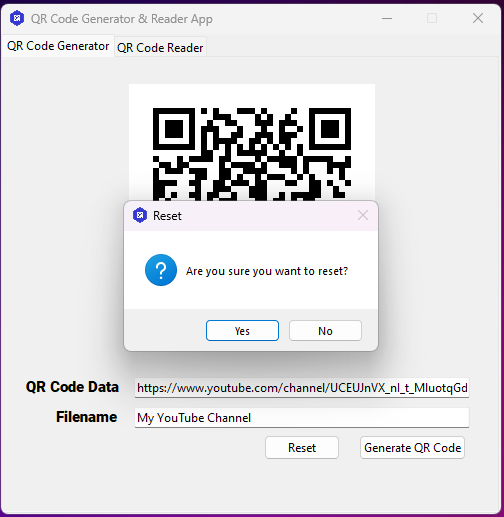 QR Code Generator & Reader App
QR Code Generator
QR Code Reader
Reset
Are you sure you want to reset?
Yes
No
QR Code Data
https://www.youtube.com/channel/UCEUJnVX_nl_t_MluotqGd
Filename
My YouTube Channel
Reset
Generate QR Code